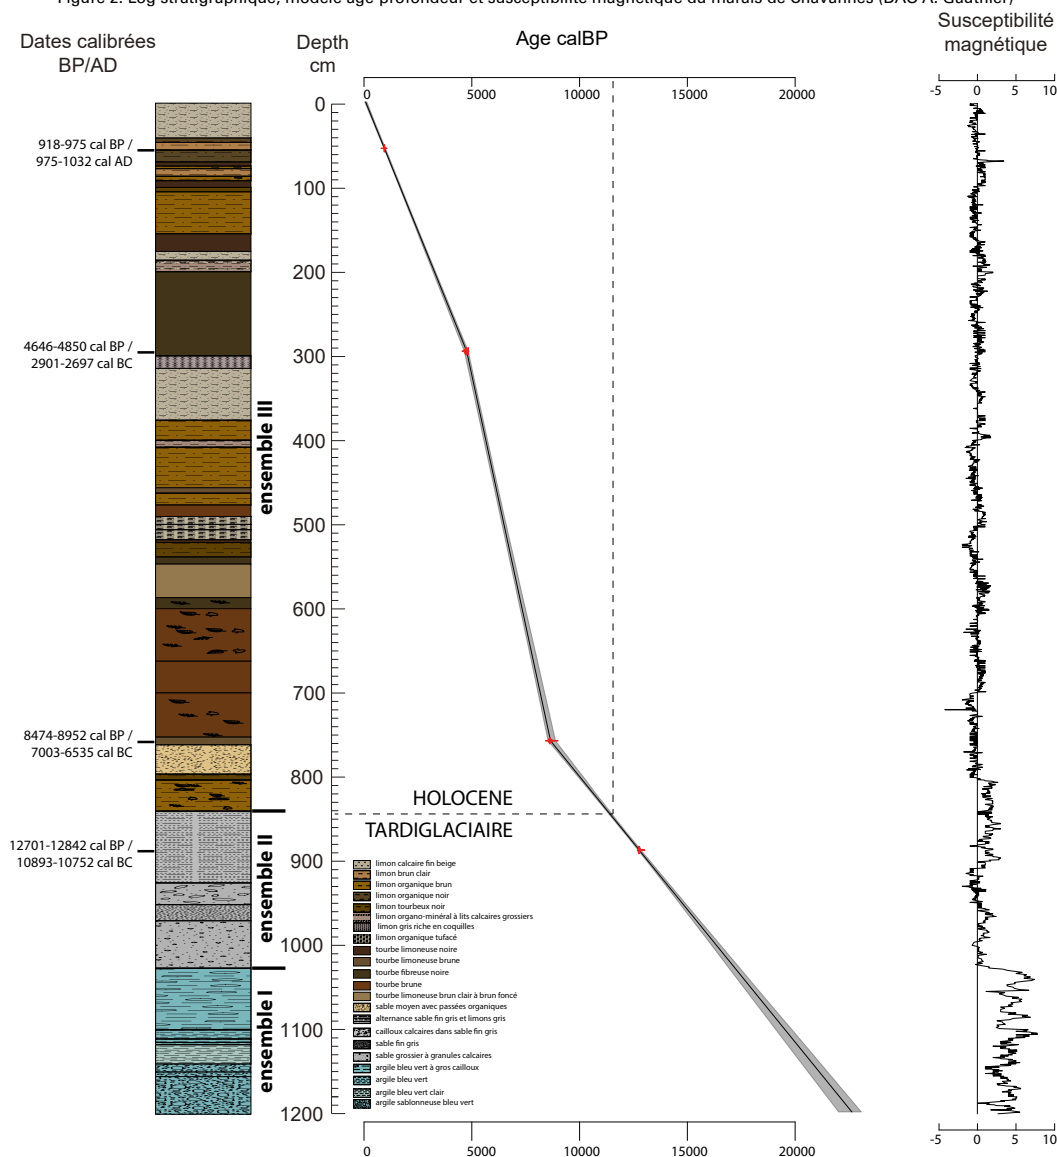 Figure 2. Log stratigraphique, modèle âge profondeur et susceptibilité magnétique du marais de Chavannes (DAO A. Gauthier)
Dates calibrées
BP/AD
Depth
cm
Age calBP
Susceptibilité
magnétique
0
5000
10000
15000
20000
-5
0
5
10
0
100
200
300
400
500
600
700
800
900
1000
1100
1200
918-975 cal BP /
975-1032 cal AD
4646-4850 cal BP /
2901-2697 cal BC
8474-8952 cal BP /
7003-6535 cal BC
12701-12842 cal BP /
10893-10752 cal BC
ensemble III
ensemble II
ensemble I
HOLOCENE
TARDIGLACIAIRE
limon calcaire fin beige
limon brun clair
limon organique brun
limon organique noir
limon tourbeux noir
limon organo-minéral à lits calcaires grossiers
limon gris riche en coquilles
limon organique tufacé
tourbe limoneuse noire
tourbe limoneuse brune
tourbe fibreuse noire
tourbe brune
tourbe limoneuse brun clair à brun foncé
sable moyen avec passées organiques
alternance sable fin gris et limons gris
cailloux calcaires dans sable fin gris
sable fin gris
sable grossier à granules calcaires
argile bleu vert à gros cailloux
argile bleu vert
argile bleu vert clair
argile sablonneuse bleu vert
0
5000
10000
15000
20000
-5
0
5
10